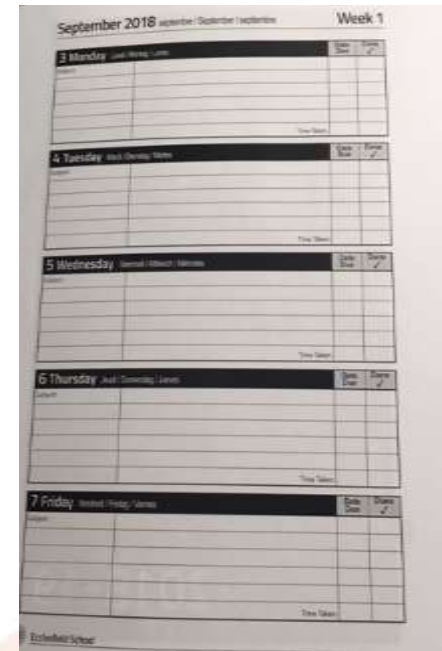 September 2018 septembre / September / septiembre Week 1
3 Monday Lundi / Montag / Lunes Date Due Done ✓
Subject
Time Taken
4 Tuesday Mardi / Dienstag / Martes Date Due Done ✓
Subject
Time Taken
5 Wednesday Mercredi / Mittwoch / Miércoles Date Due Done ✓
Subject
Time Taken
6 Thursday Jeudi / Donnerstag / Jueves Date Due Done ✓
Subject
Time Taken
7 Friday Vendredi / Freitag / Viernes Date Due Done ✓
Subject
Time Taken
Ecclesfield School